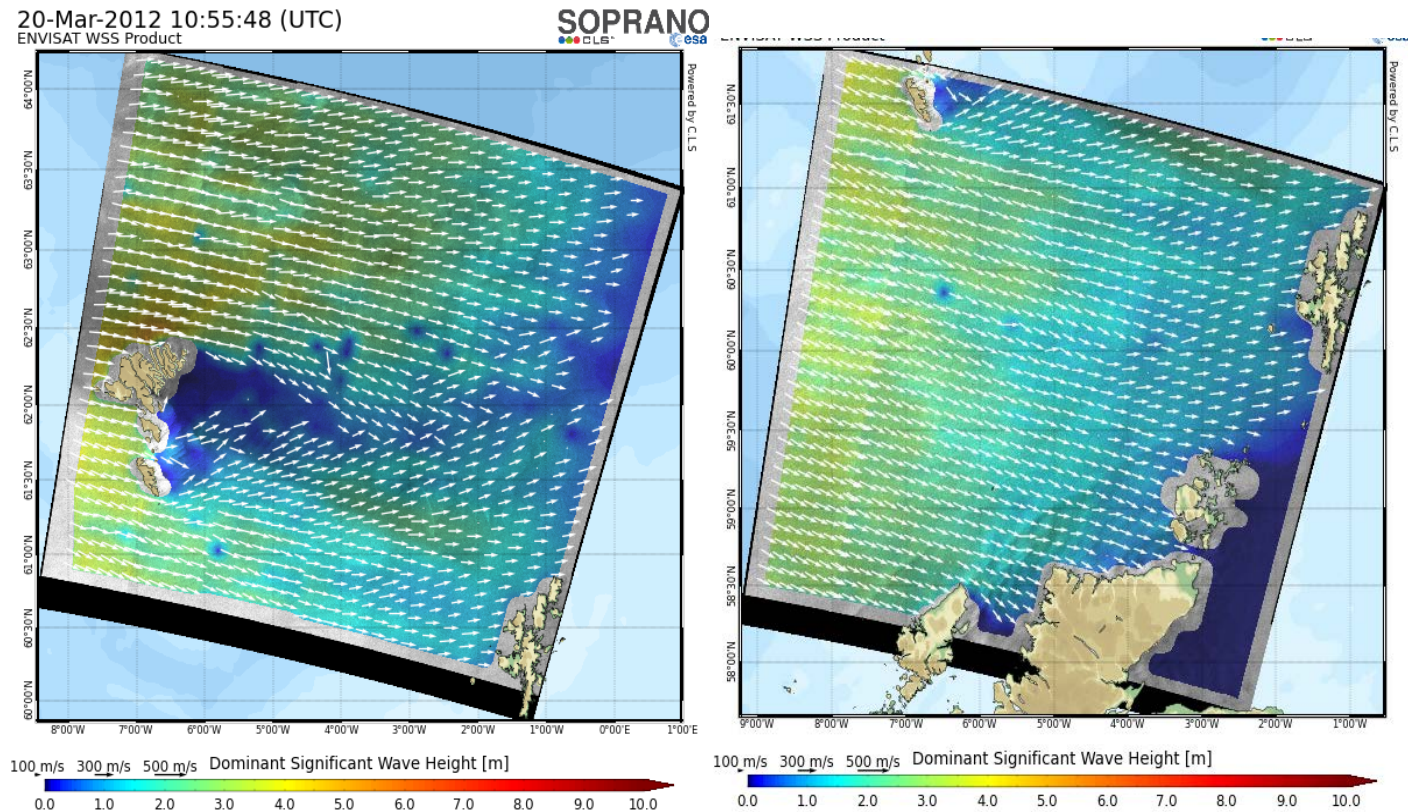 20-Mar-2012 10:55:48 (UTC)
ENVISAT WSS Product
SOPRANO
CLS
esa
Powered by C.L.S
64°00'N
63°30'N
63°00'N
62°30'N
62°00'N
61°30'N
61°00'N
60°30'N
60°00'N
8°00'W 7°00'W 6°00'W 5°00'W 4°00'W 3°00'W 2°00'W 1°00'W 0°00'E 1°00'E
100 m/s 300 m/s 500 m/s Dominant Significant Wave Height [m]
0.0 1.0 2.0 3.0 4.0 5.0 6.0 7.0 8.0 9.0 10.0
ENVISAT WSS Product
CLS
esa
Powered by C.L.S
61°30'N
61°00'N
60°30'N
60°00'N
59°30'N
59°00'N
58°30'N
58°00'N
9°00'W 8°00'W 7°00'W 6°00'W 5°00'W 4°00'W 3°00'W 2°00'W 1°00'W
100 m/s 300 m/s 500 m/s Dominant Significant Wave Height [m]
0.0 1.0 2.0 3.0 4.0 5.0 6.0 7.0 8.0 9.0 10.0